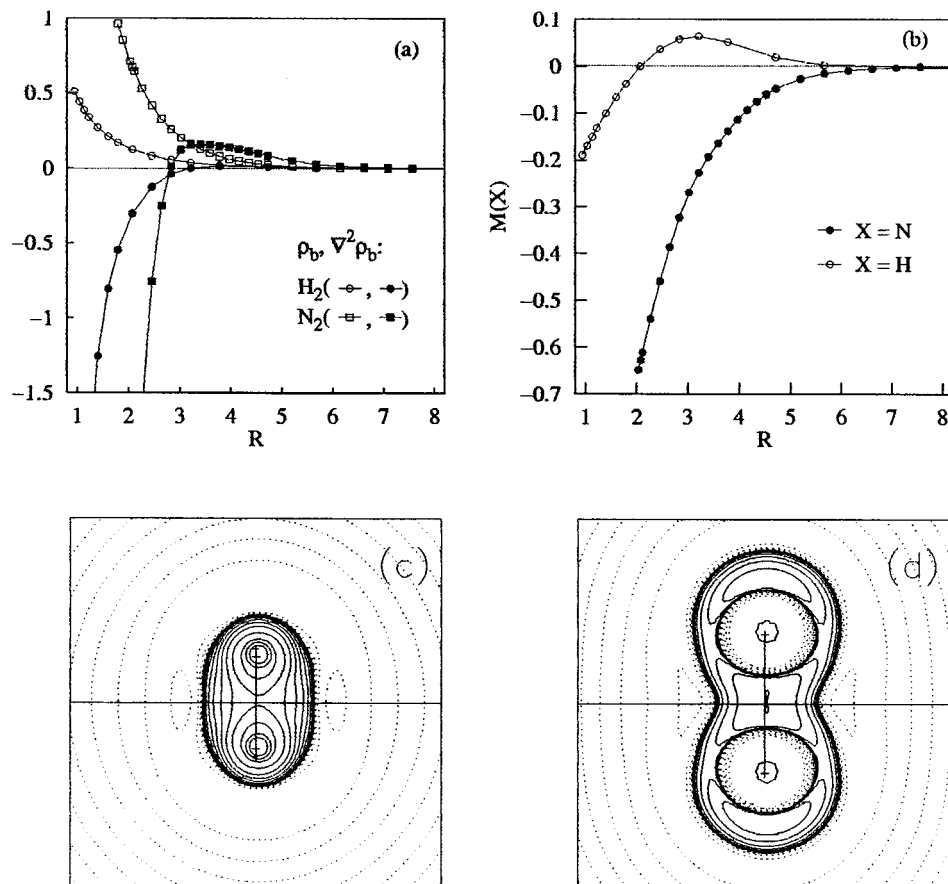 1
0.5
0
−0.5
−1
−1.5
(a)
ρb, ∇²ρb:
H2( ⊸ , ⊸ )
N2( ⊸ , ⊸ )
1 2 3 4 5 6 7 8
R
0.1
0
−0.1
−0.2
−0.3
−0.4
−0.5
−0.6
−0.7
M(X)
(b)
X = N
X = H
1 2 3 4 5 6 7 8
R
(c)
(d)